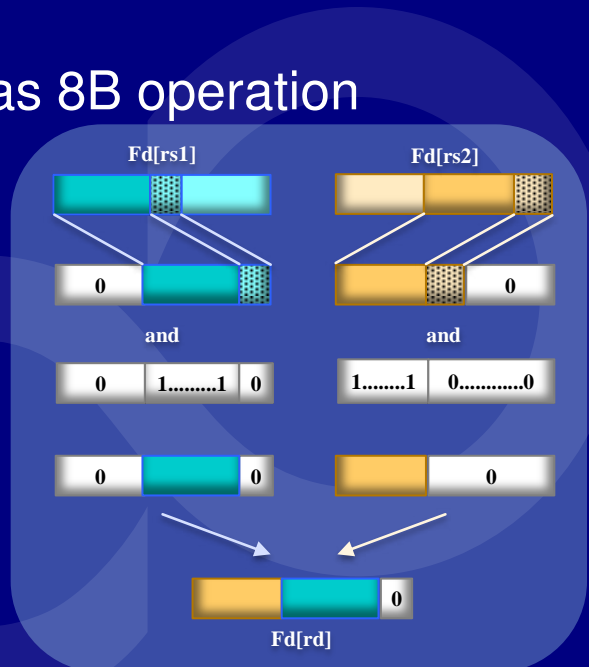 as 8B operation
Fd[rs1] Fd[rs2]
0 0
and and
0 1.........1 0 1........1 0............0
0 0 0
0
Fd[rd]